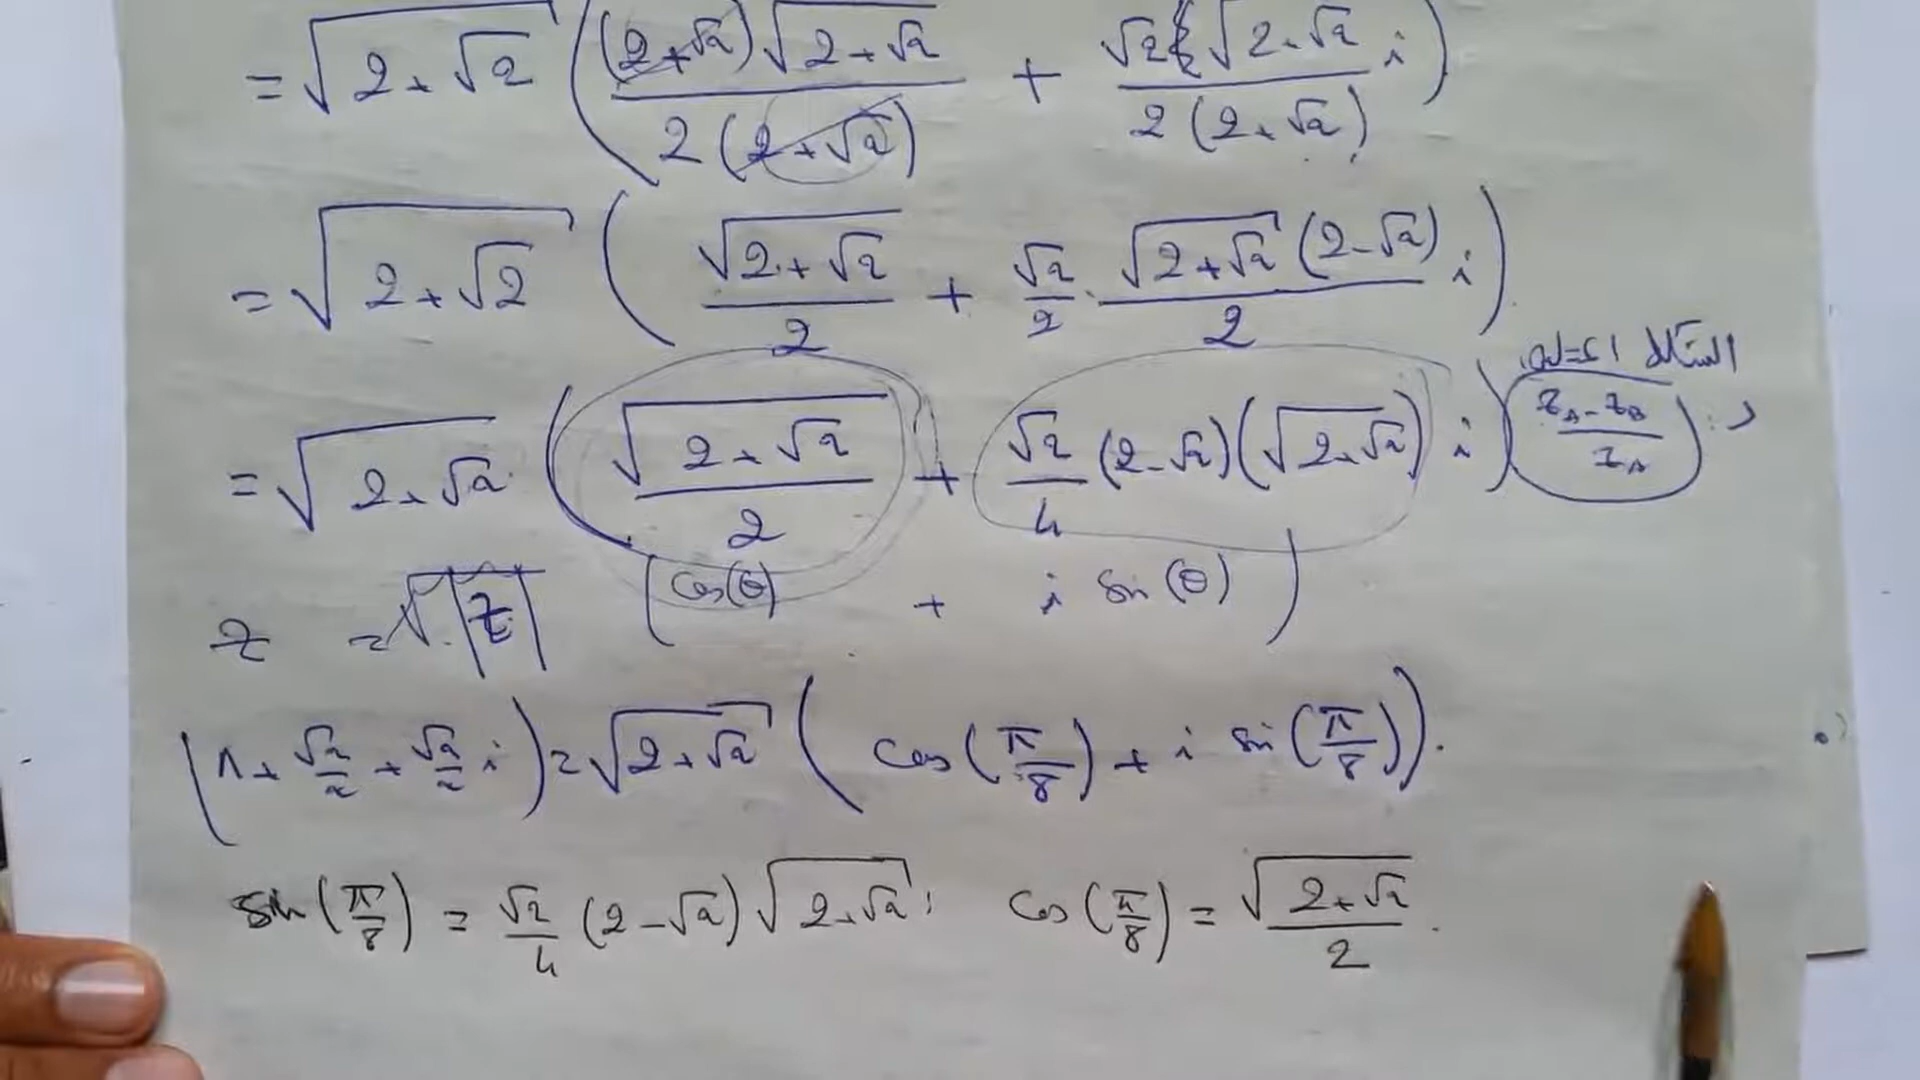 = √(2+√2) ( (2+√2)√(2+√2) / 2(2+√2) + √2 √(2+√2) / 2(2+√2) i )
= √(2+√2) ( √(2+√2) / 2 + √2/2 · √(2+√2) (2-√2) / 2 i )
= √(2+√2) ( √(2+√2) / 2 + √2/4 (2-√2)(√(2+√2)) i )
z_A - z_B / z_A
z = √|z| ( cos(θ) + i sin(θ) )
(1 + √2/2 + √2/2 i) = √(2+√2) ( cos(π/8) + i sin(π/8) ).
sin(π/8) = √2/4 (2-√2) √(2+√2) ; cos(π/8) = √(2+√2) / 2 .